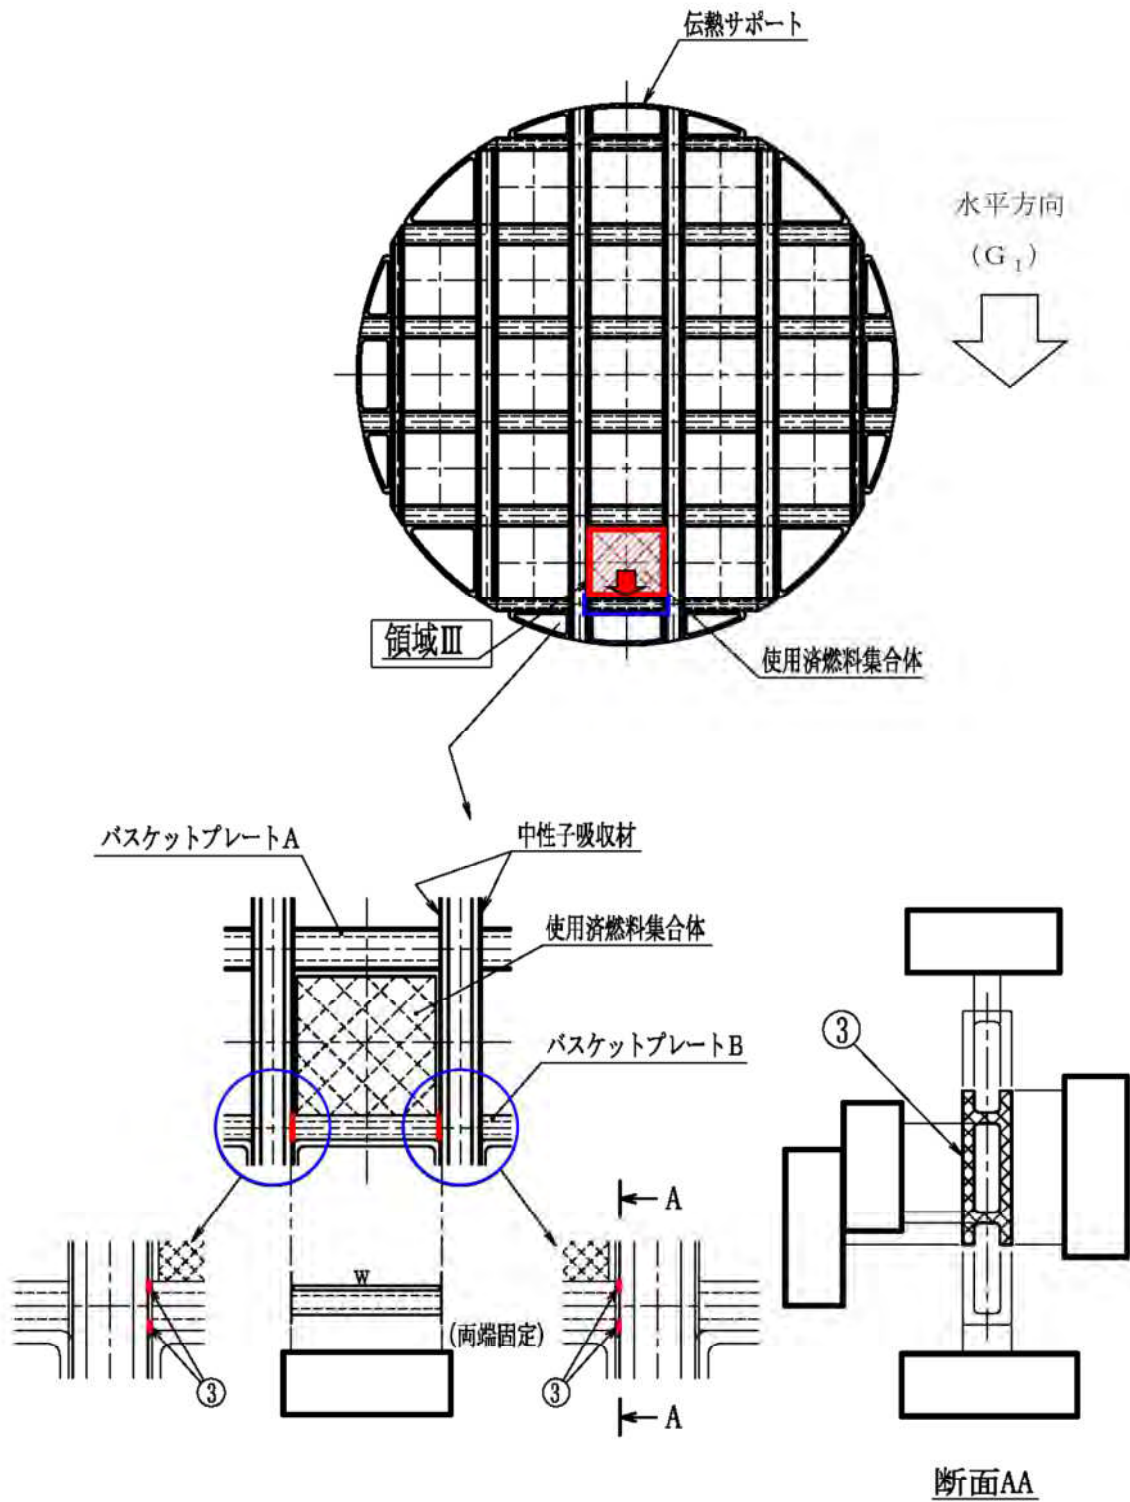 伝熱サポート
水平方向
(G₁)
領域Ⅲ
使用済燃料集合体
バスケットプレートA
中性子吸収材
使用済燃料集合体
バスケットプレートB
③
A
W
(両端固定)
③
③
A
断面AA